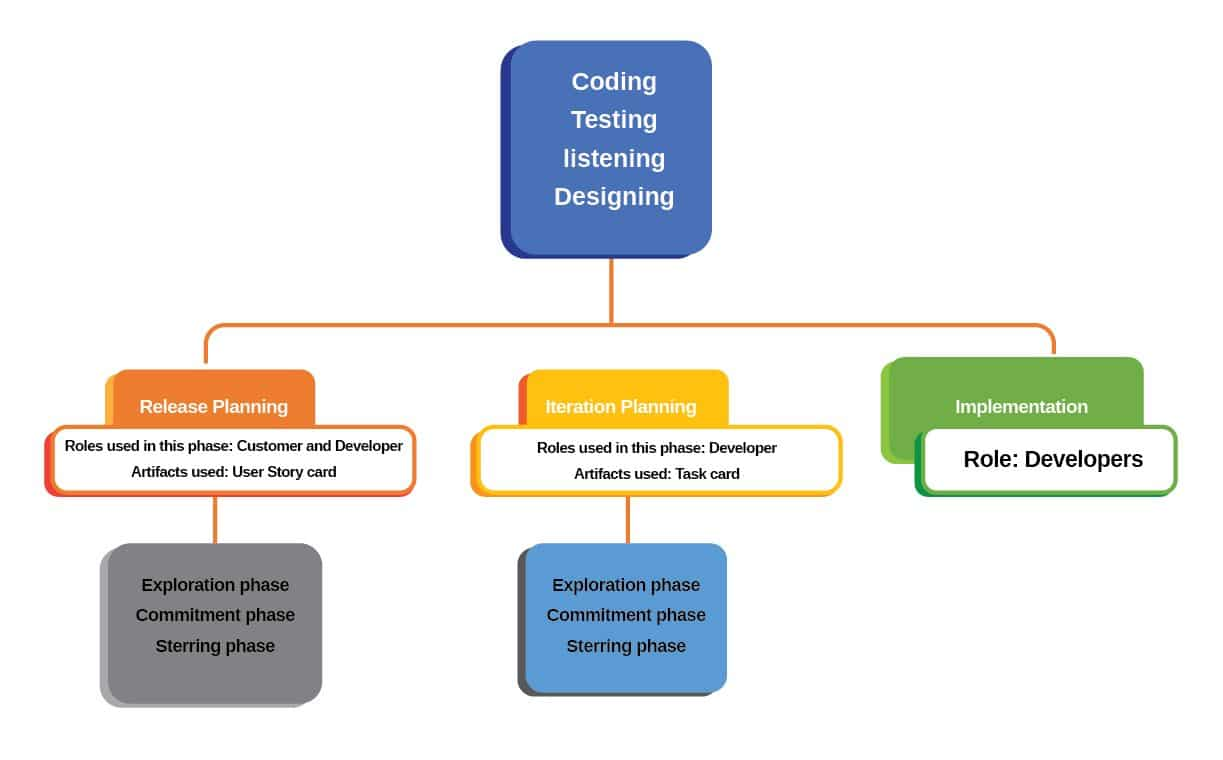 Coding
Testing
listening
Designing
Release Planning
Roles used in this phase: Customer and Developer
Artifacts used: User Story card
Iteration Planning
Roles used in this phase: Developer
Artifacts used: Task card
Implementation
Role: Developers
Exploration phase
Commitment phase
Sterring phase
Exploration phase
Commitment phase
Sterring phase